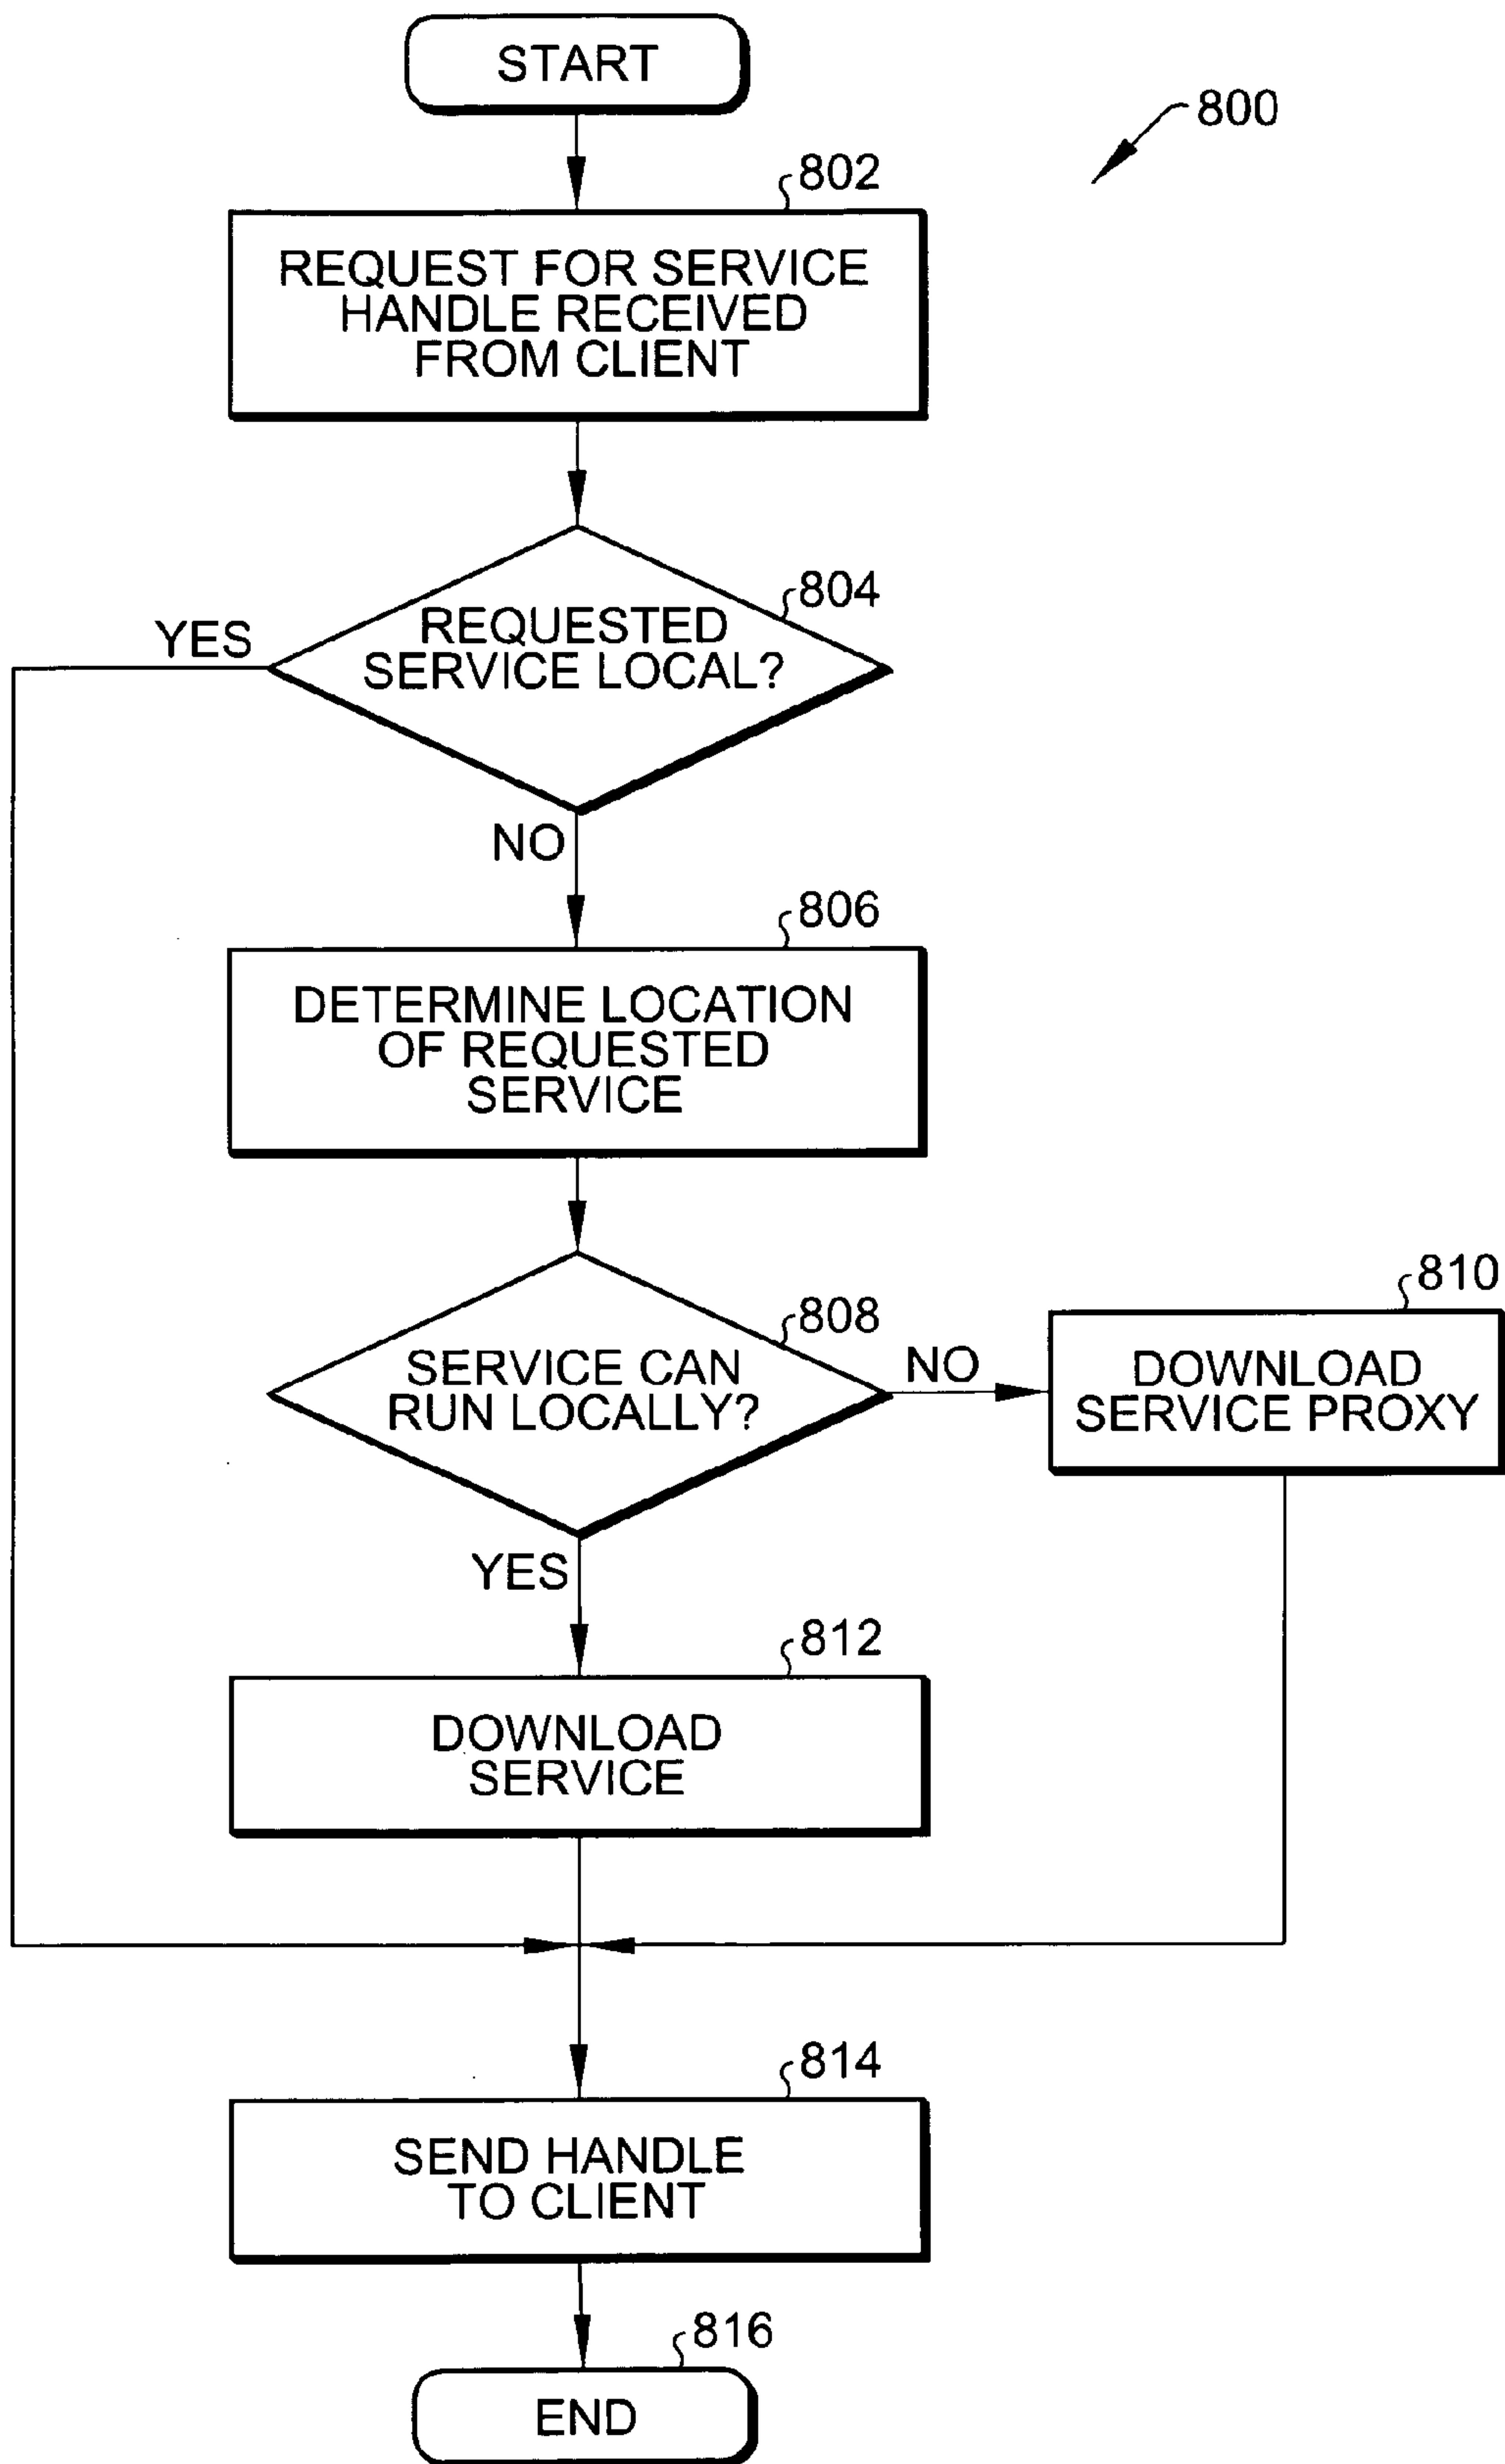 START
800
802
REQUEST FOR SERVICE
HANDLE RECEIVED
FROM CLIENT
804
YES
REQUESTED
SERVICE LOCAL?
NO
806
DETERMINE LOCATION
OF REQUESTED
SERVICE
808
SERVICE CAN
RUN LOCALLY?
NO
810
DOWNLOAD
SERVICE PROXY
YES
812
DOWNLOAD
SERVICE
814
SEND HANDLE
TO CLIENT
816
END